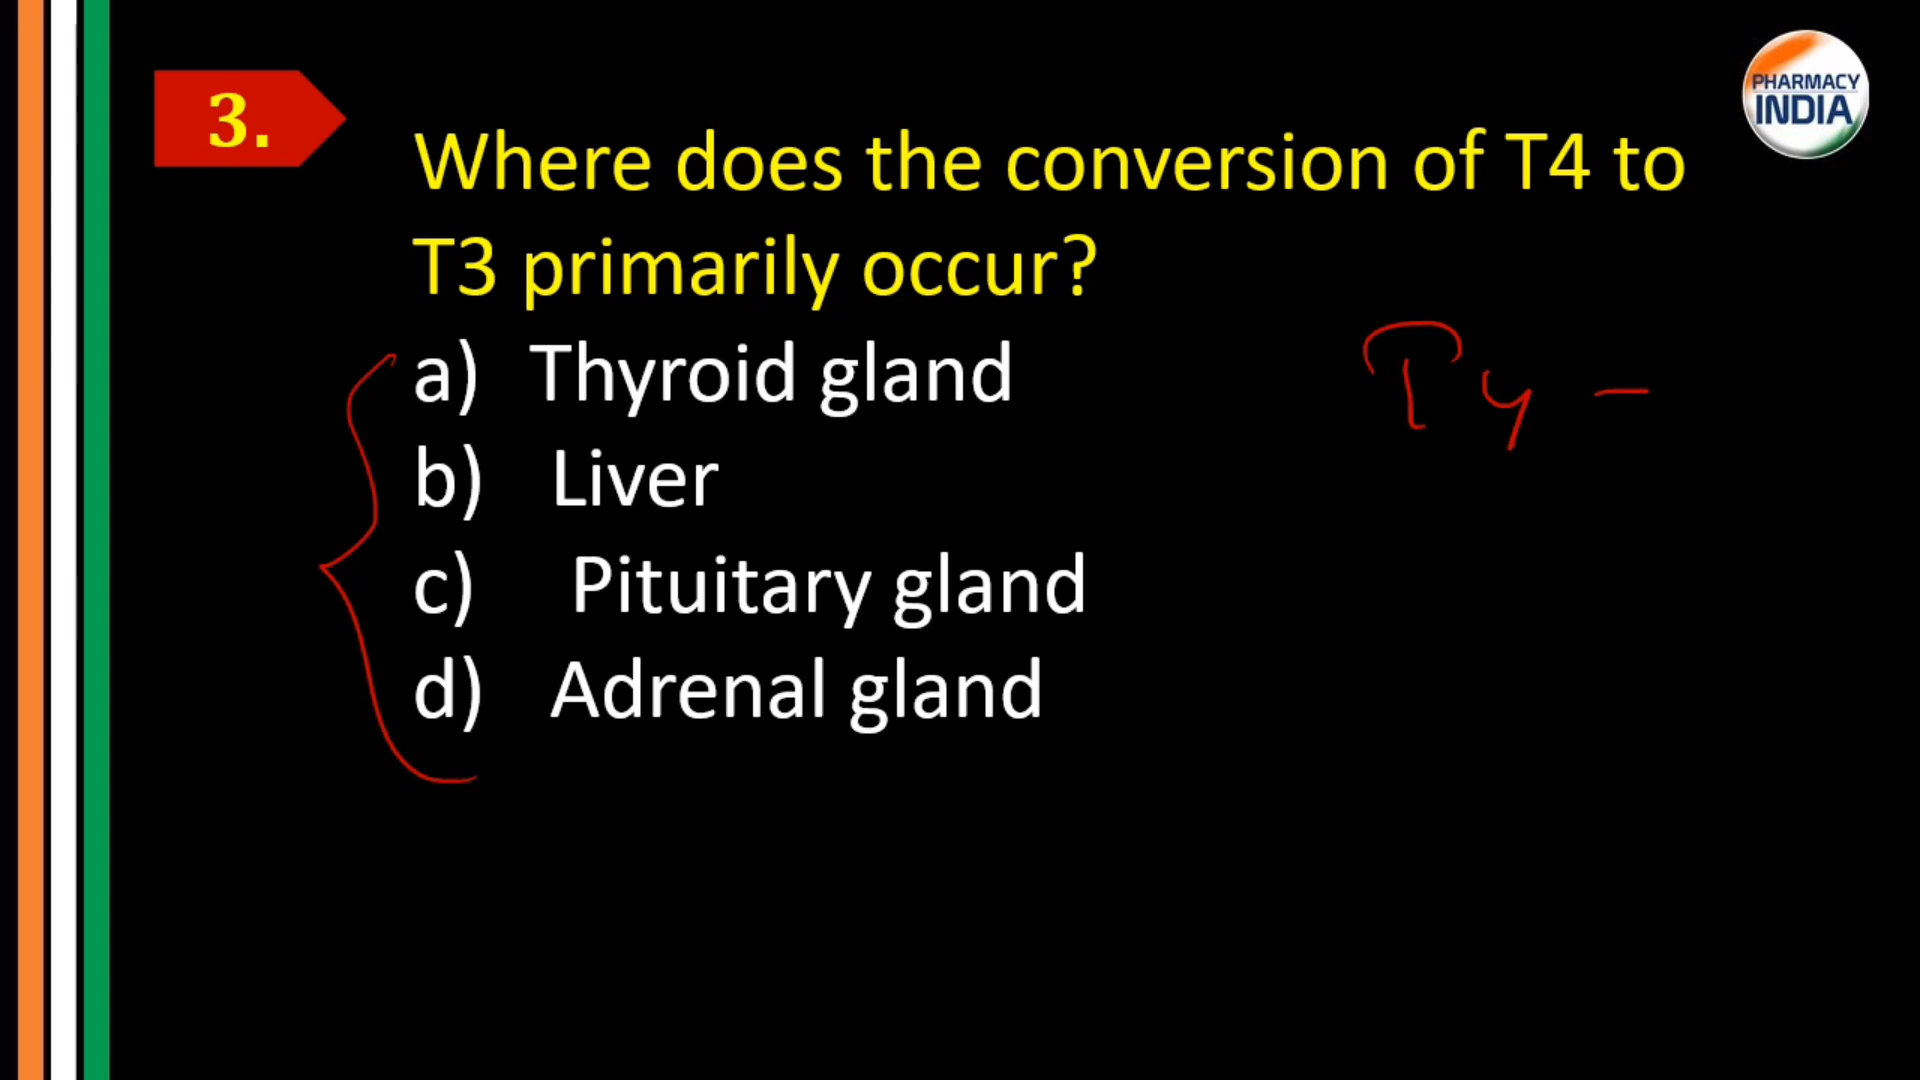 3.
PHARMACY
INDIA
Where does the conversion of T4 to
T3 primarily occur?
a) Thyroid gland
T4 -
b) Liver
c) Pituitary gland
d) Adrenal gland